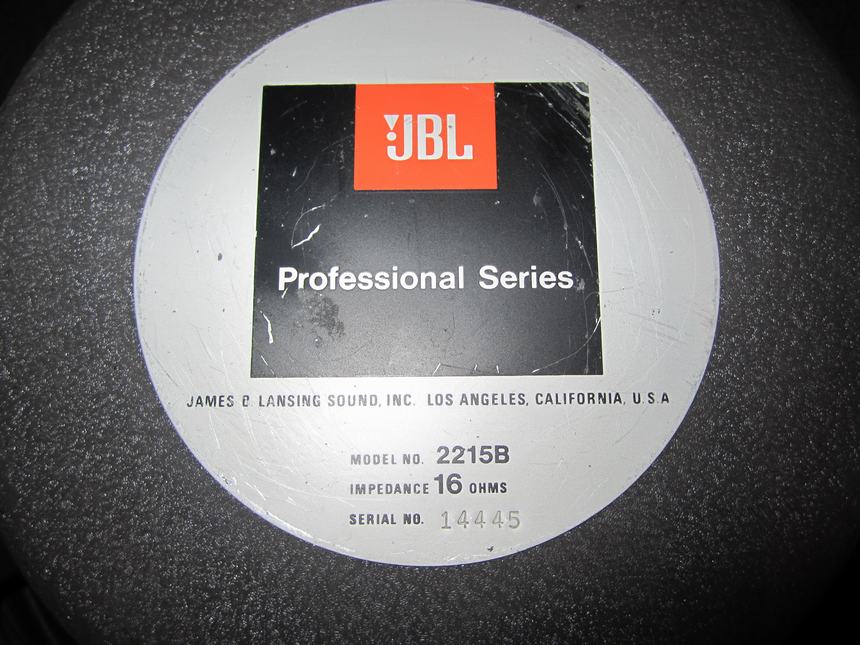 JBL
Professional Series
JAMES B LANSING SOUND, INC. LOS ANGELES, CALIFORNIA, U.S.A
MODEL NO. 2215B
IMPEDANCE 16 OHMS
SERIAL NO. 14445